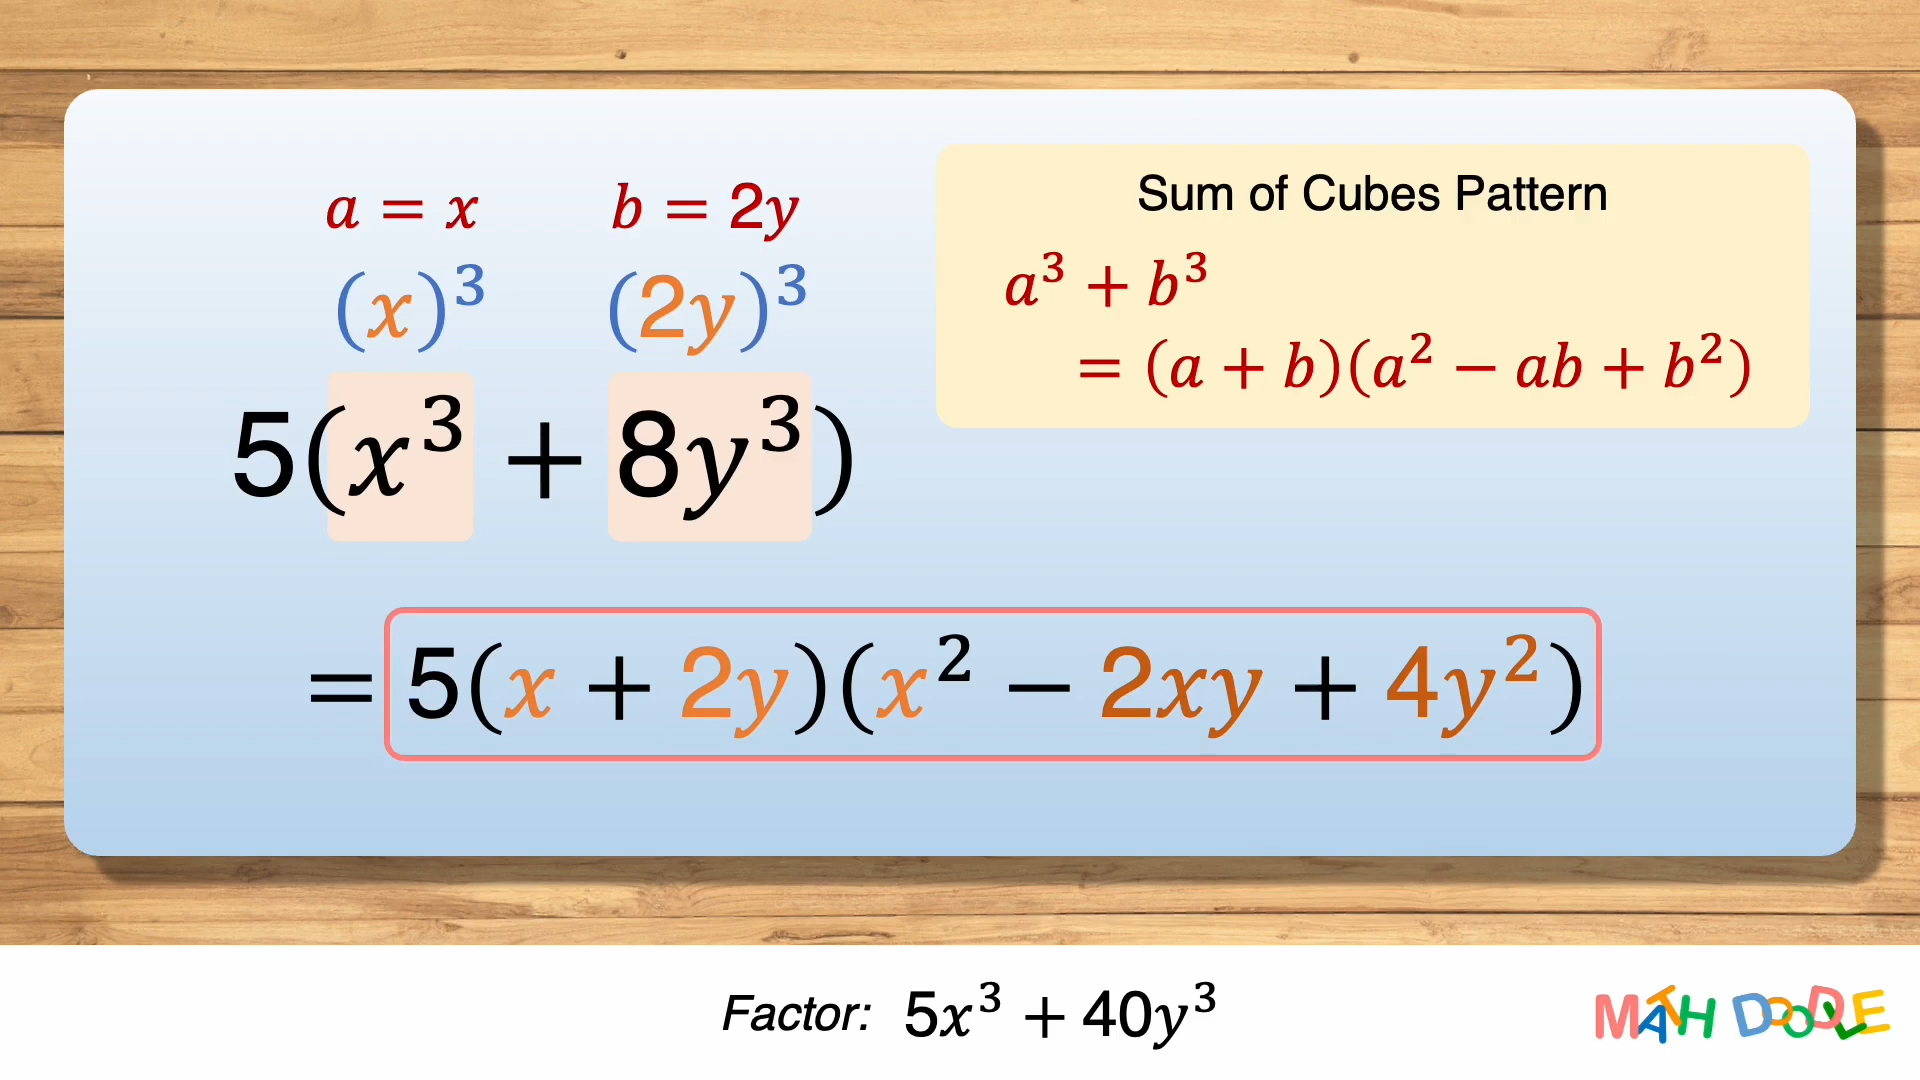 a = x b = 2y
(x)³ (2y)³
5(x³ + 8y³)
Sum of Cubes Pattern
a³ + b³
= (a + b)(a² − ab + b²)
= 5(x + 2y)(x² − 2xy + 4y²)
Factor: 5x³ + 40y³
MATH DOODLE